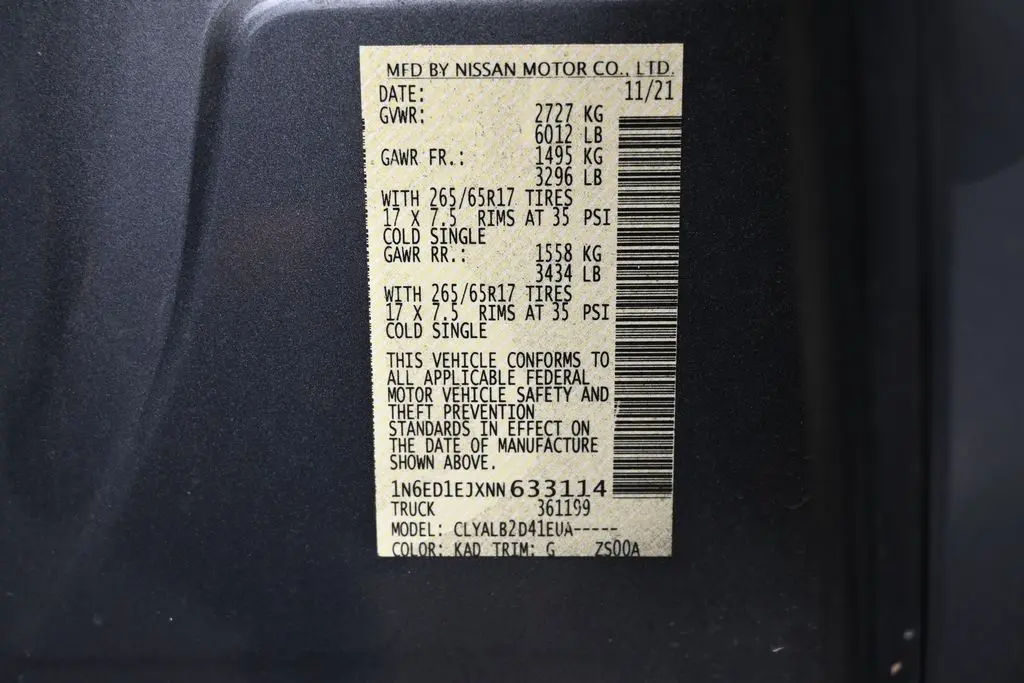 MFD BY NISSAN MOTOR CO., LTD.
DATE: 11/21
GVWR: 2727 KG
6012 LB
GAWR FR.: 1495 KG
3296 LB
WITH 265/65R17 TIRES
17 X 7.5 RIMS AT 35 PSI
COLD SINGLE
GAWR RR.: 1558 KG
3434 LB
WITH 265/65R17 TIRES
17 X 7.5 RIMS AT 35 PSI
COLD SINGLE
THIS VEHICLE CONFORMS TO
ALL APPLICABLE FEDERAL
MOTOR VEHICLE SAFETY AND
THEFT PREVENTION
STANDARDS IN EFFECT ON
THE DATE OF MANUFACTURE
SHOWN ABOVE.
1N6ED1EJXNN633114
TRUCK 361199
MODEL: CLYALB2D41EUA-----
COLOR: KAD TRIM: G ZS00A